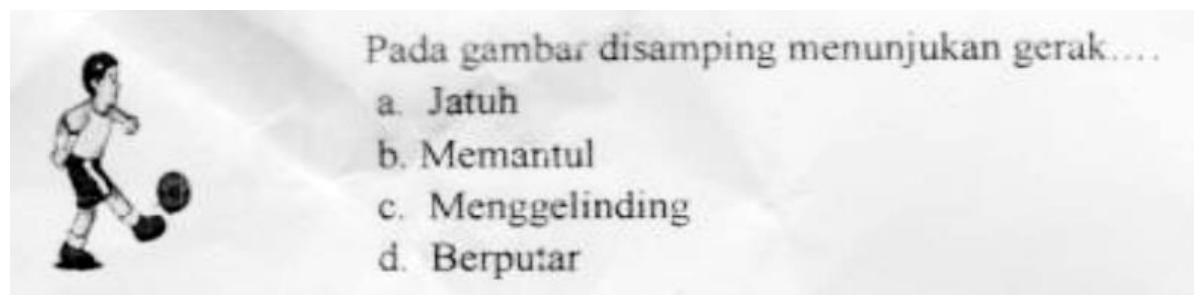 Pada gambar disamping menunjukan gerak....
a. Jatuh
b. Memantul
c. Menggelinding
d. Berputar